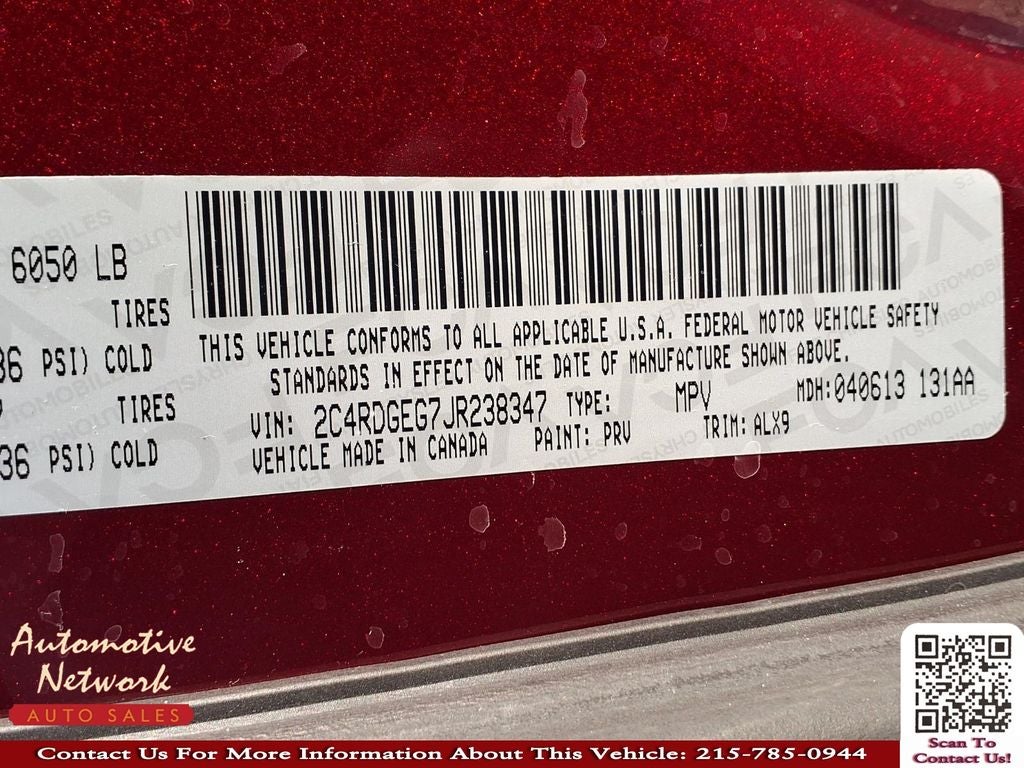 6050 LB
TIRES
36 PSI) COLD
TIRES
36 PSI) COLD
THIS VEHICLE CONFORMS TO ALL APPLICABLE U.S.A. FEDERAL MOTOR VEHICLE SAFETY
STANDARDS IN EFFECT ON THE DATE OF MANUFACTURE SHOWN ABOVE.
VIN: 2C4RDGEG7JR238347 TYPE: MPV MDH:040613 131AA
VEHICLE MADE IN CANADA PAINT: PRV TRIM: ALX9
Automotive
Network
AUTO SALES
Scan To
Contact Us!
Contact Us For More Information About This Vehicle: 215-785-0944